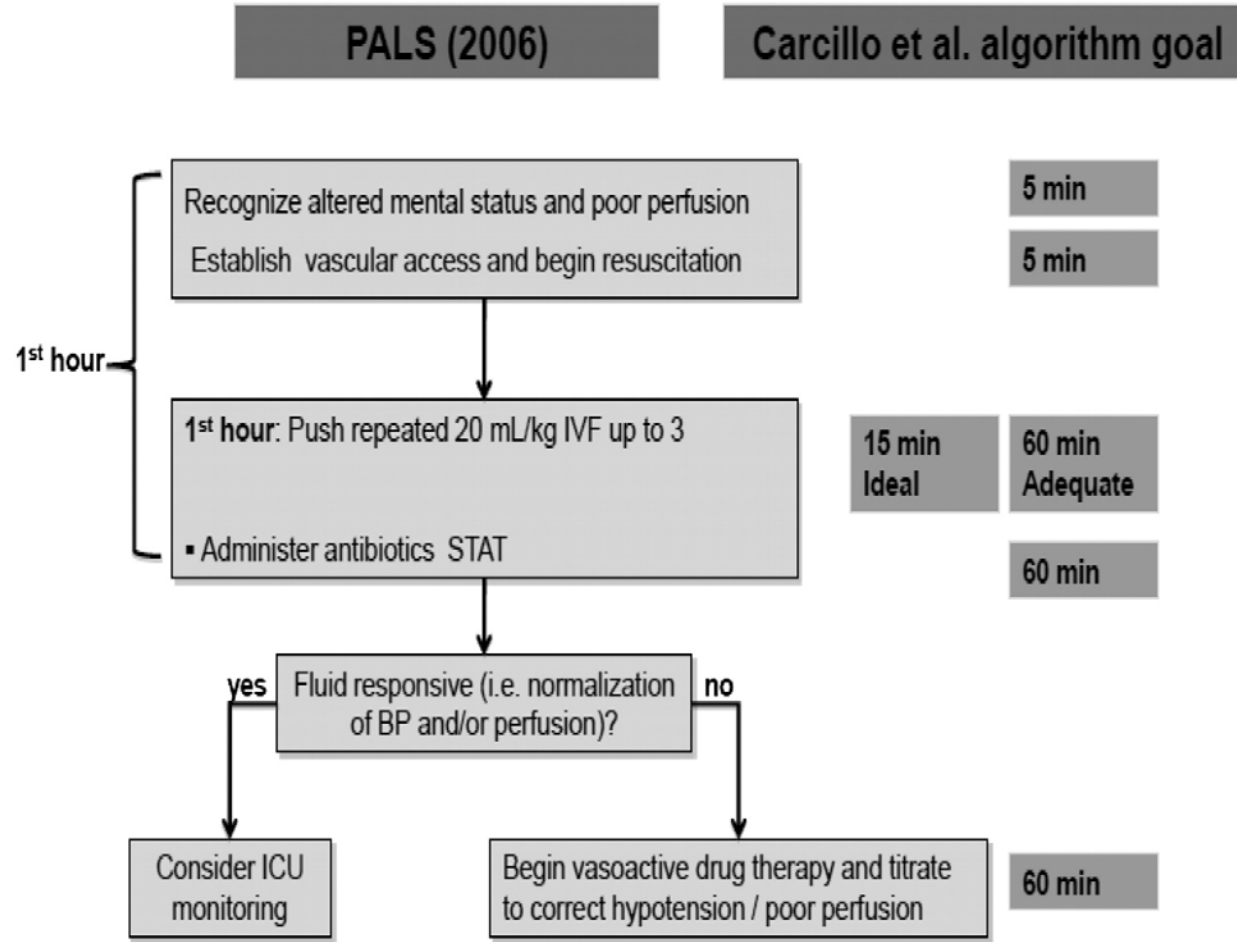 PALS (2006)
Carcillo et al. algorithm goal
Recognize altered mental status and poor perfusion
5 min
Establish vascular access and begin resuscitation
5 min
1st hour
1st hour: Push repeated 20 mL/kg IVF up to 3
15 min
Ideal
60 min
Adequate
▪ Administer antibiotics STAT
60 min
yes
Fluid responsive (i.e. normalization
of BP and/or perfusion)?
no
Consider ICU
monitoring
Begin vasoactive drug therapy and titrate
to correct hypotension / poor perfusion
60 min